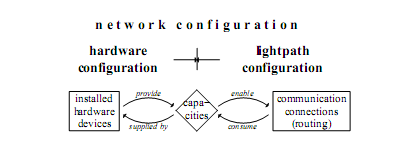 network configuration
hardware configuration
lightpath configuration
installed hardware devices
provide
supplied by
capa-
cities
enable
consume
communication connections (routing)